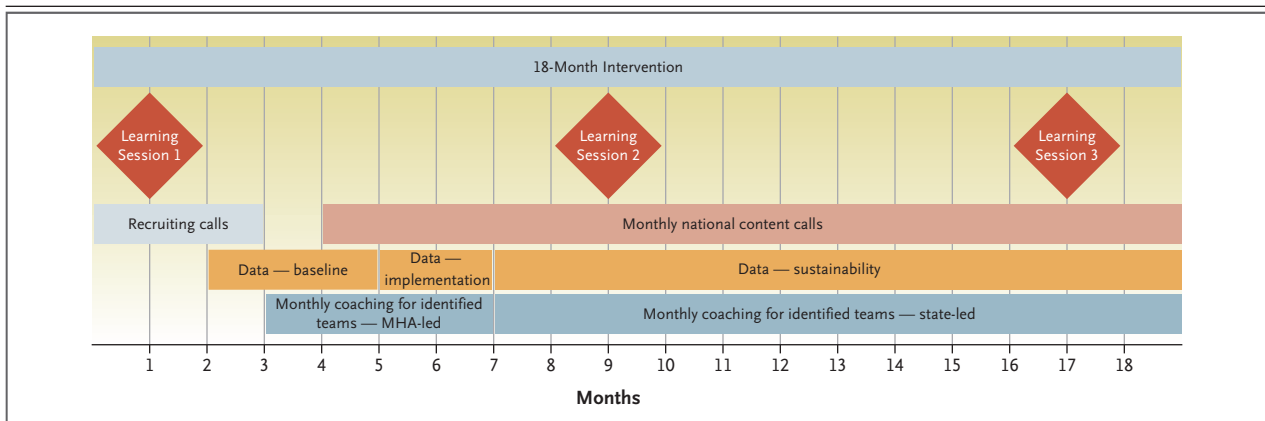 18-Month Intervention
Learning
Session 1
Learning
Session 2
Learning
Session 3
Recruiting calls
Monthly national content calls
Data — baseline
Data —
implementation
Data — sustainability
Monthly coaching for identified
teams — MHA-led
Monthly coaching for identified teams — state-led
1 2 3 4 5 6 7 8 9 10 11 12 13 14 15 16 17 18
Months